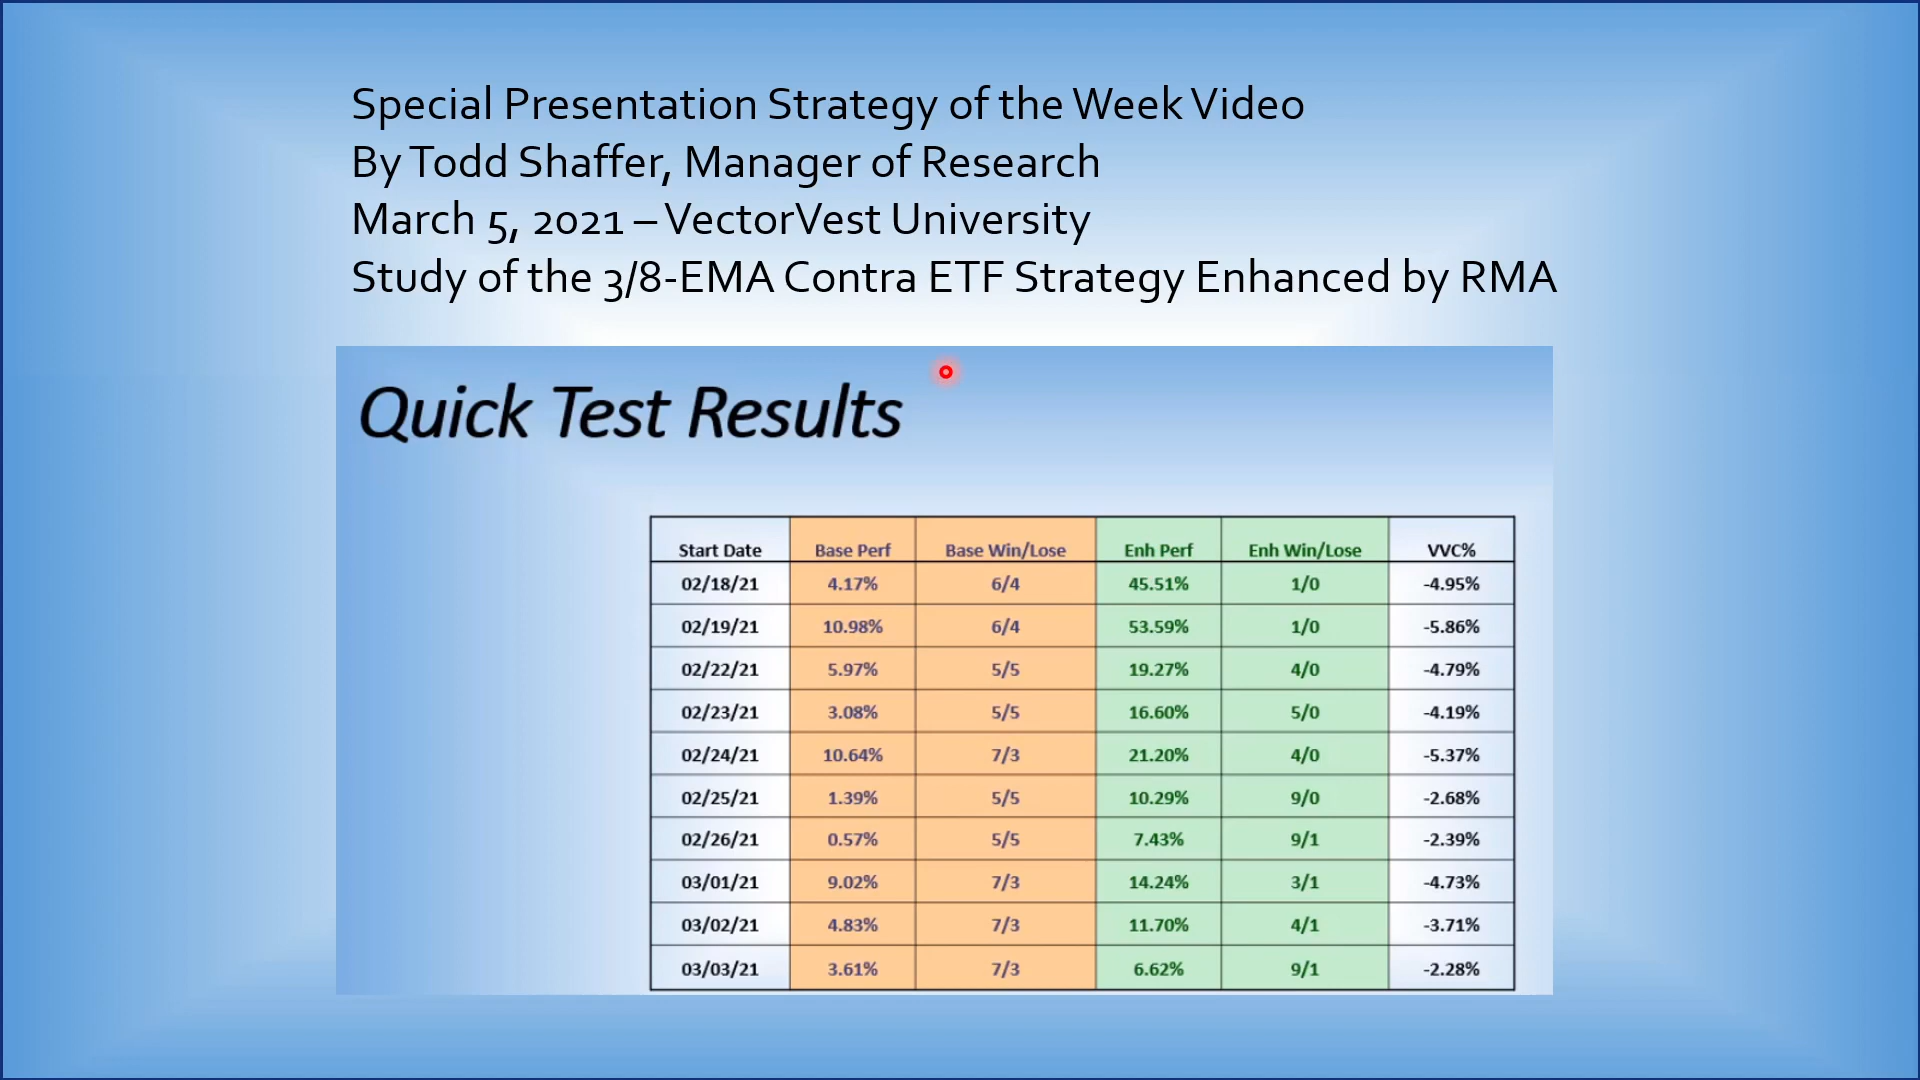 Special Presentation Strategy of the Week Video
By Todd Shaffer, Manager of Research
March 5, 2021 – VectorVest University
Study of the 3/8-EMA Contra ETF Strategy Enhanced by RMA
Quick Test Results
Start Date Base Perf Base Win/Lose Enh Perf Enh Win/Lose VVC%
02/18/21 4.17% 6/4 45.51% 1/0 -4.95%
02/19/21 10.98% 6/4 53.59% 1/0 -5.86%
02/22/21 5.97% 5/5 19.27% 4/0 -4.79%
02/23/21 3.08% 5/5 16.60% 5/0 -4.19%
02/24/21 10.64% 7/3 21.20% 4/0 -5.37%
02/25/21 1.39% 5/5 10.29% 9/0 -2.68%
02/26/21 0.57% 5/5 7.43% 9/1 -2.39%
03/01/21 9.02% 7/3 14.24% 3/1 -4.73%
03/02/21 4.83% 7/3 11.70% 4/1 -3.71%
03/03/21 3.61% 7/3 6.62% 9/1 -2.28%